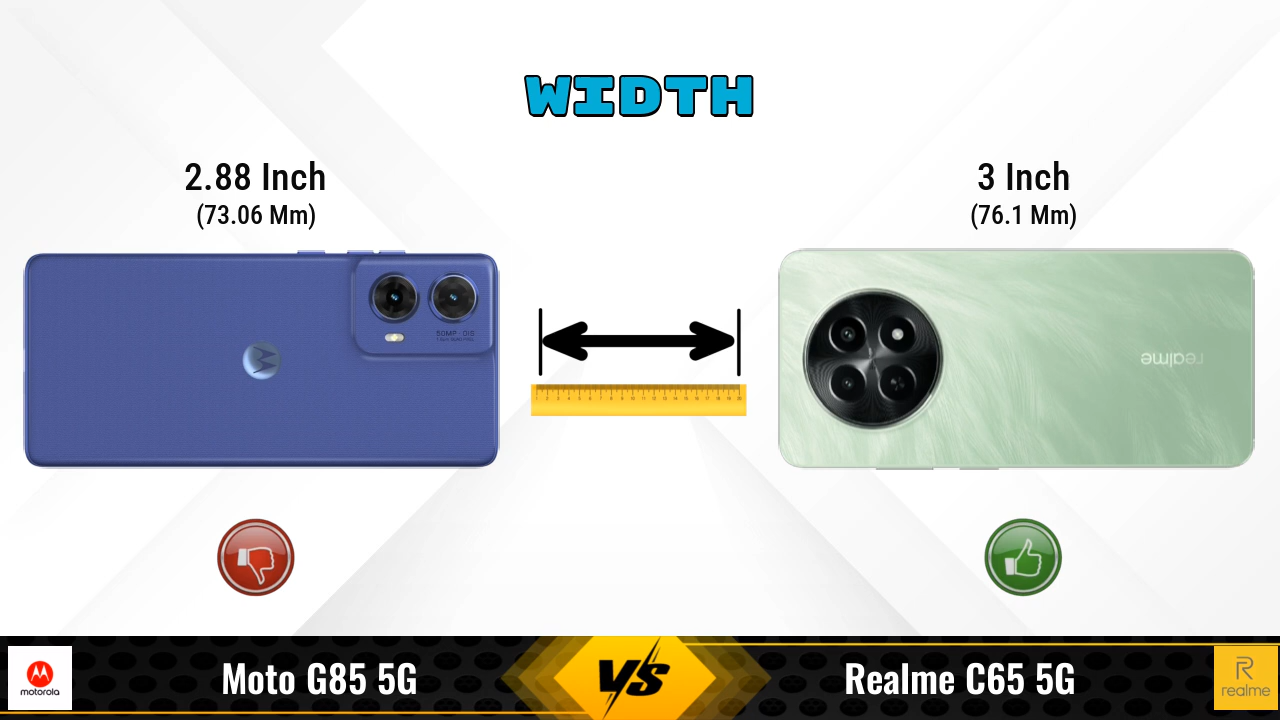 WIDTH
2.88 Inch
(73.06 Mm)
3 Inch
(76.1 Mm)
50MP OIS
realme
motorola
Moto G85 5G
VS
Realme C65 5G
R
realme